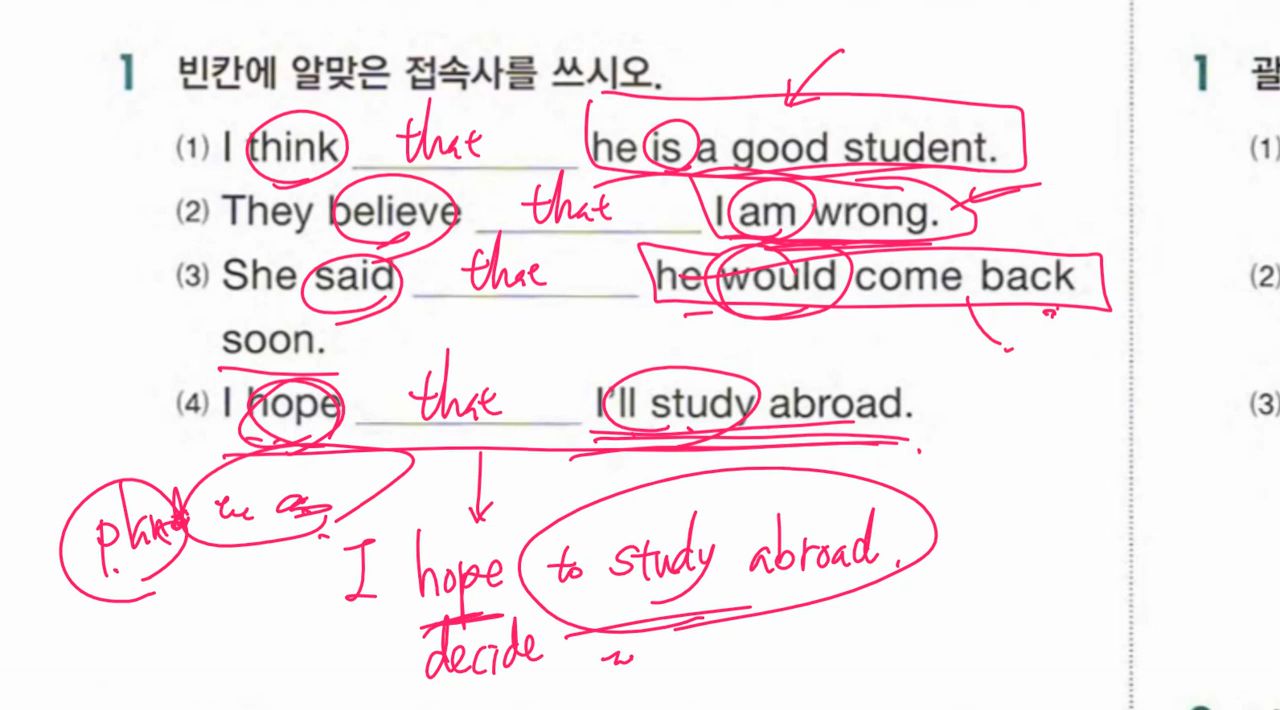 1 빈칸에 알맞은 접속사를 쓰시오.
(1) I think that he is a good student.
(2) They believe that I am wrong.
(3) She said that he would come back
soon.
(4) I hope that I'll study abroad.
plan
I hope to study abroad.
decide
1 괄
(1)
(2)
(3)